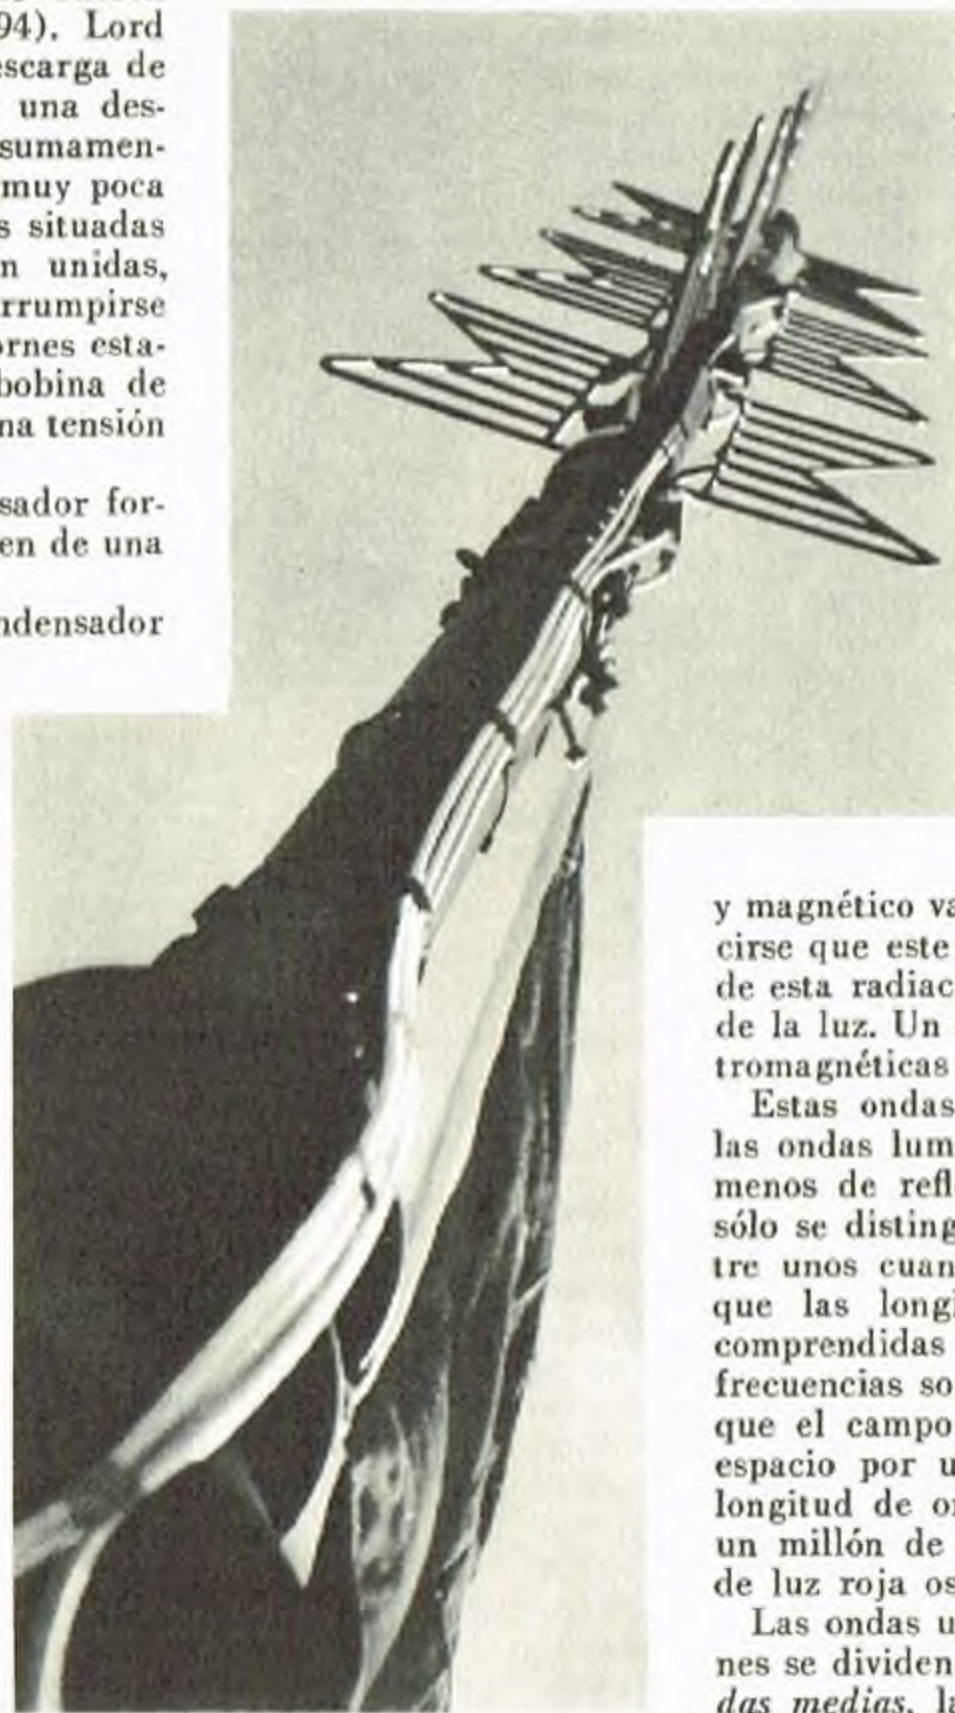 94). Lord
escarga de
una des-
sumamen-
muy poca
s situadas
n unidas,
rrumpirse
ornes esta-
bobina de
na tensión
sador for-
en de una
ndensador
y magnético va
cirse que este
de esta radiac
de la luz. Un
tromagnéticas
Estas ondas
las ondas lum
menos de refl
sólo se disting
tre unos cuan
que las longi
comprendidas
frecuencias so
que el campo
espacio por u
longitud de o
un millón de
de luz roja os
Las ondas u
nes se dividen
das medias, la